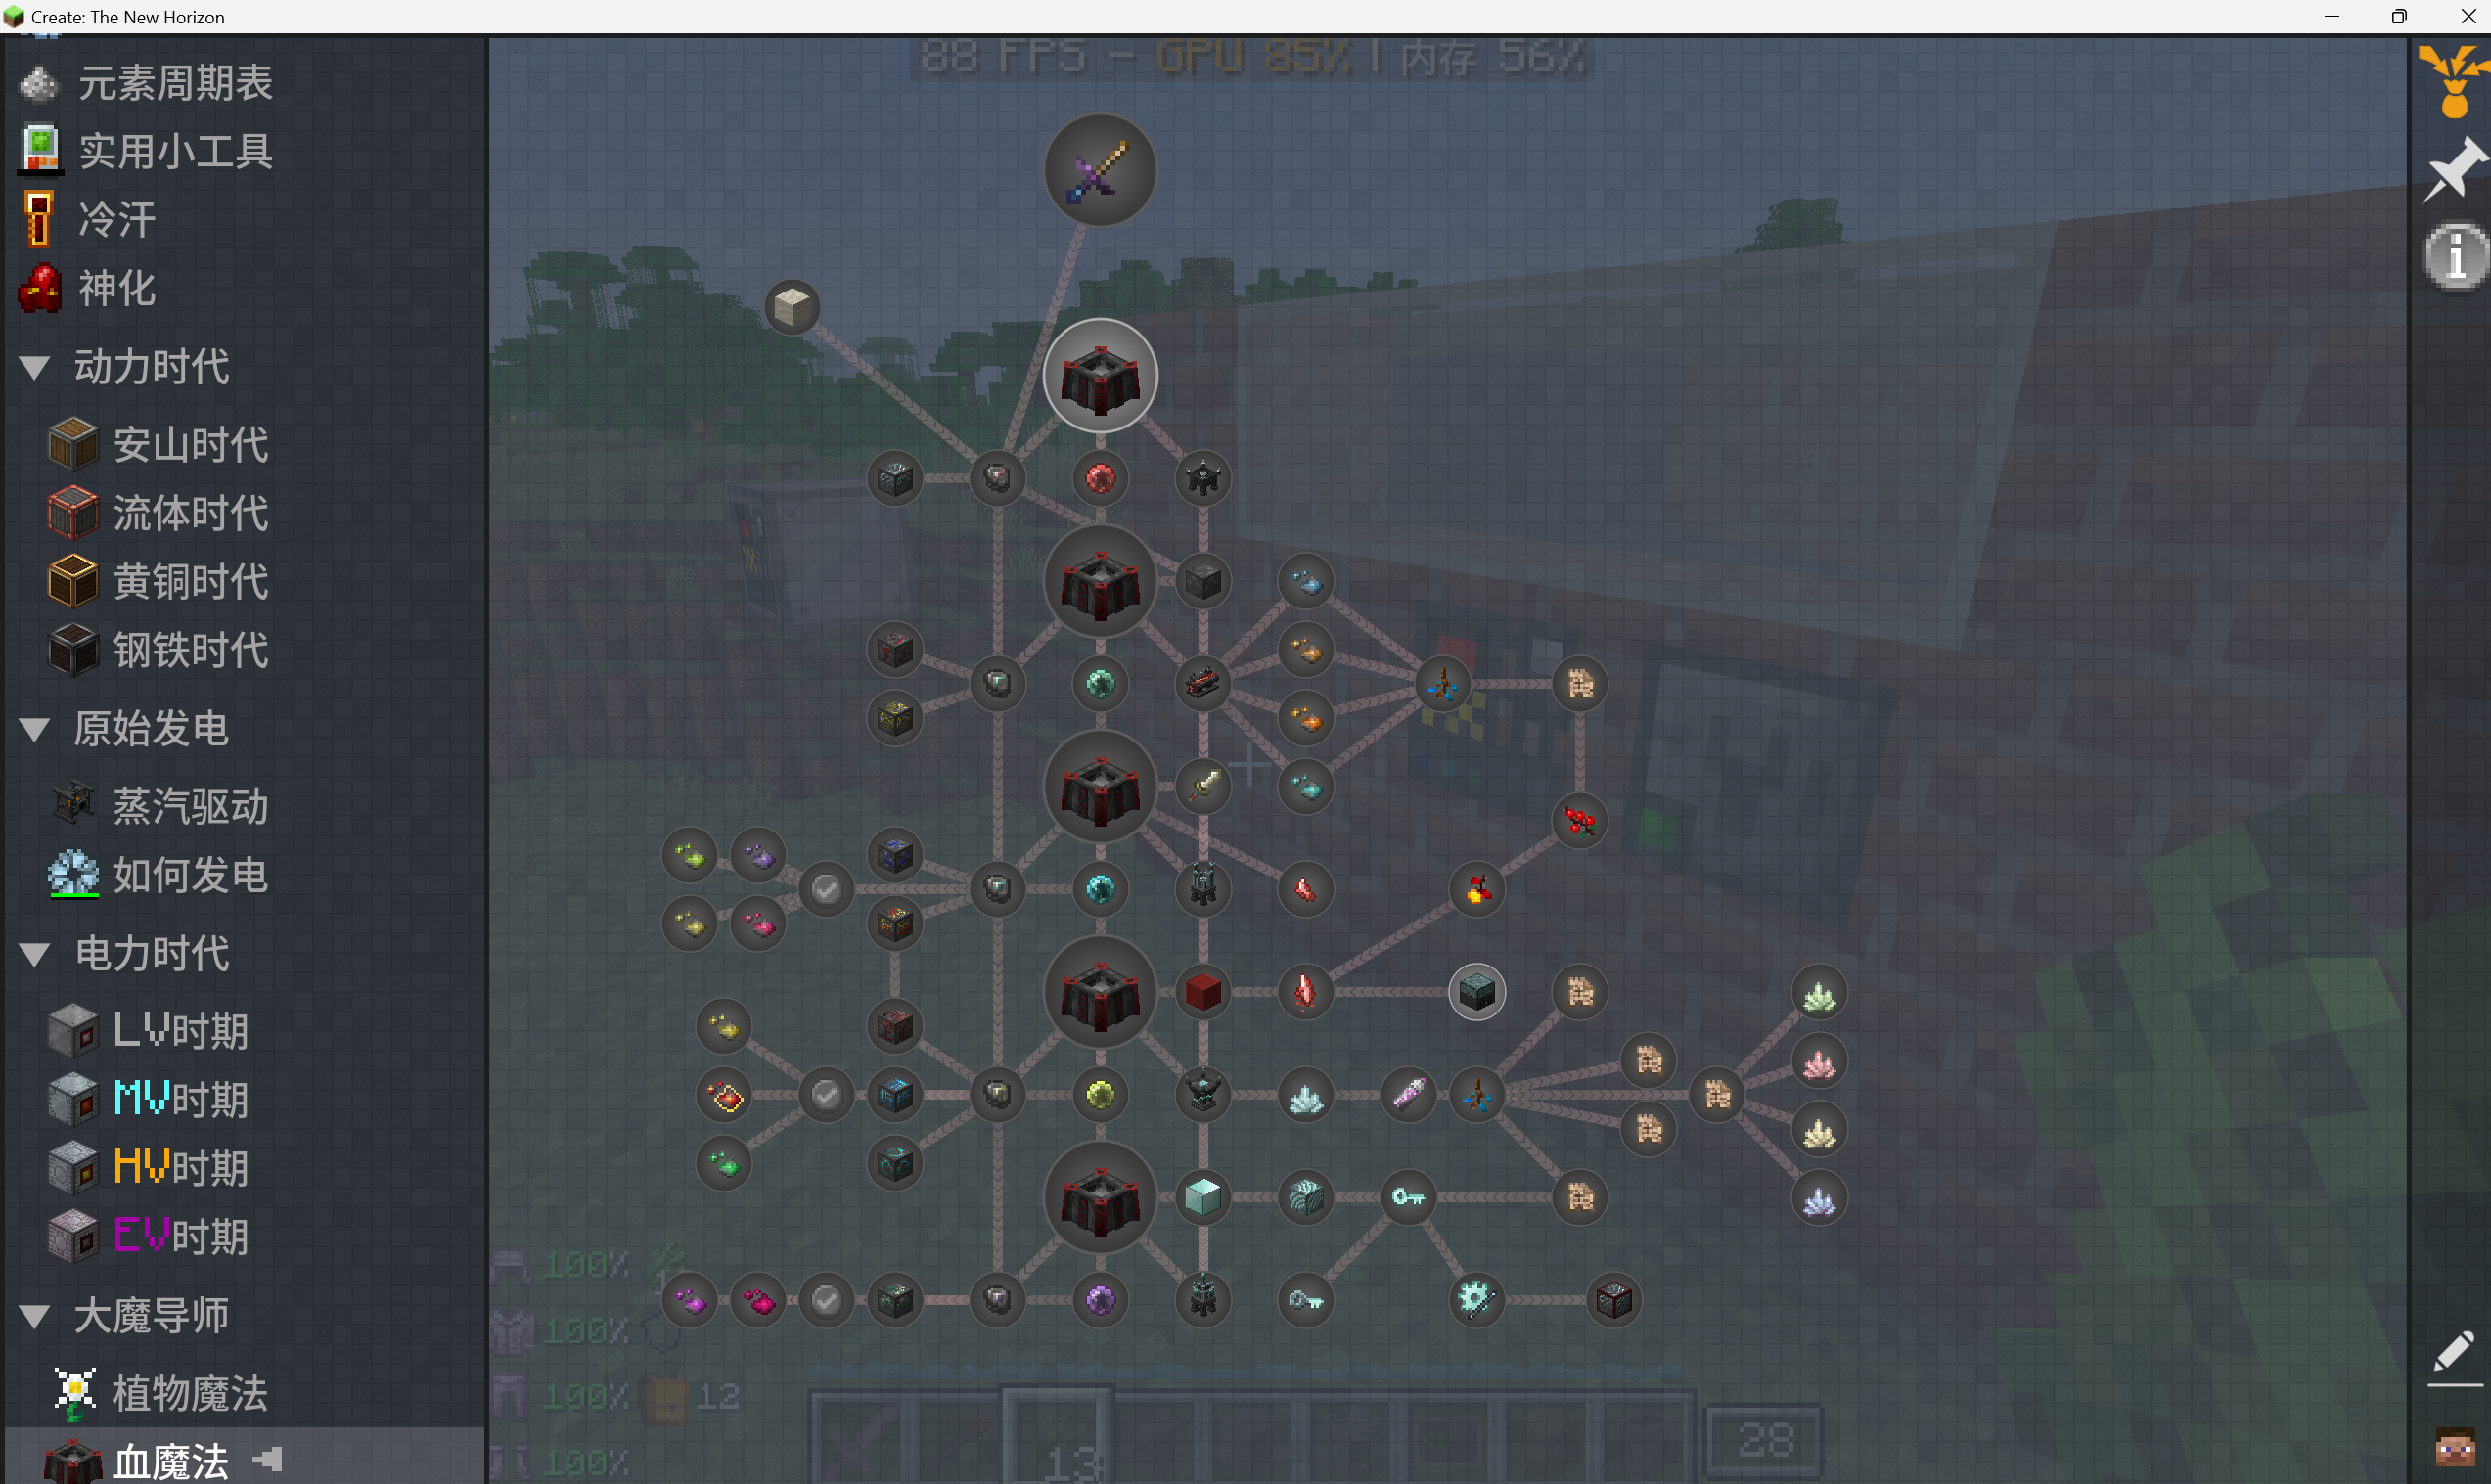 Create: The New Horizon
88 FPS - GPU 85% | 内存 56%
元素周期表
实用小工具
冷汗
神化
动力时代
安山时代
流体时代
黄铜时代
钢铁时代
原始发电
蒸汽驱动
如何发电
电力时代
LV时期
MV时期
HV时期
EV时期
大魔导师
植物魔法
血魔法
100%
100%
100% 12
100%
13
28